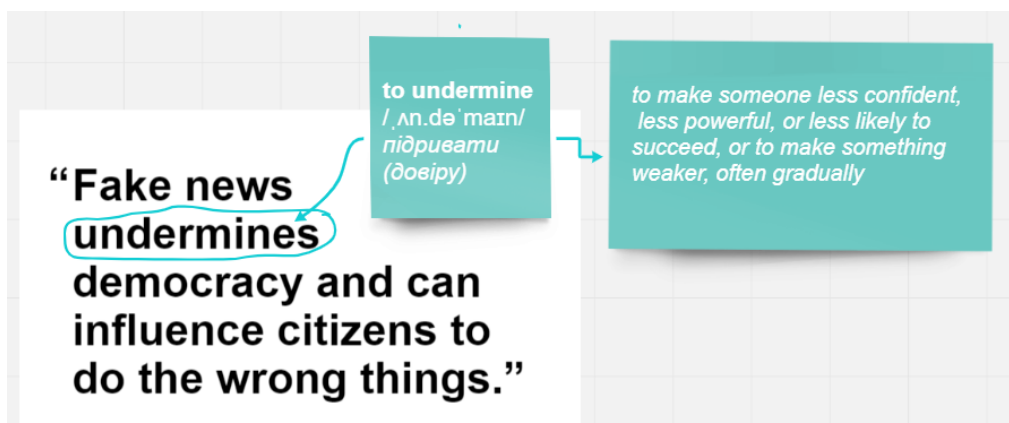 to undermine
/ˌʌn.dəˈmaɪn/
підривати
(довіру)
to make someone less confident,
less powerful, or less likely to
succeed, or to make something
weaker, often gradually
“Fake news
undermines
democracy and can
influence citizens to
do the wrong things.”